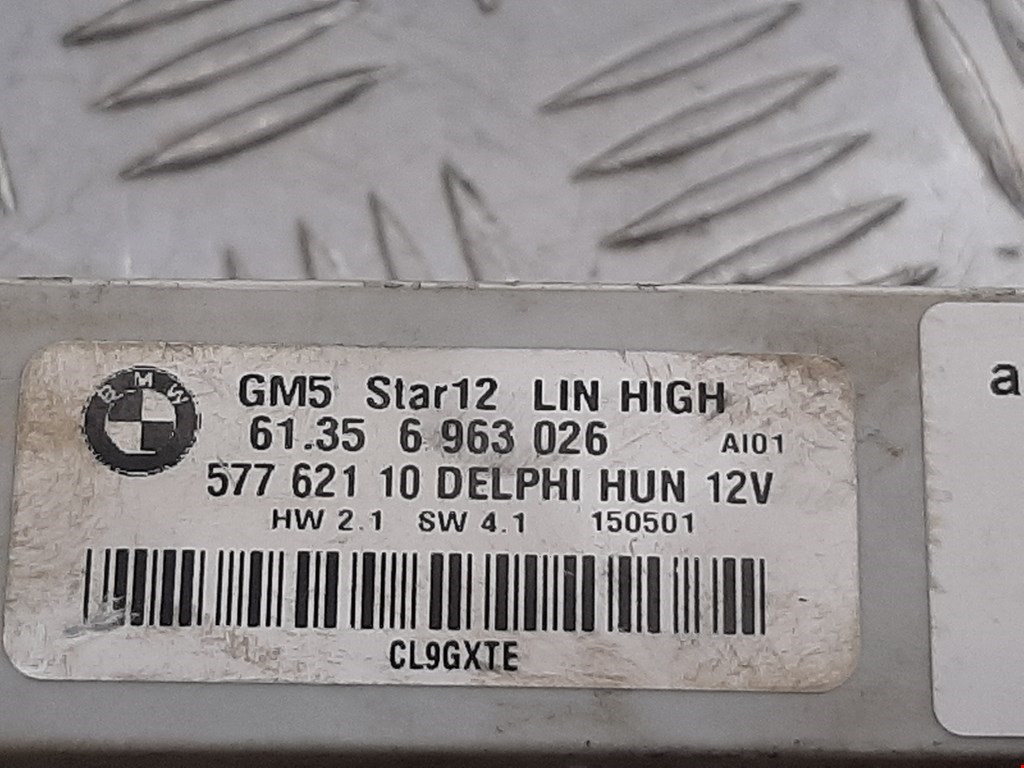 BMW
GM5 Star12 LIN HIGH
61.35 6 963 026 AI01
577 621 10 DELPHI HUN 12V
HW 2.1 SW 4.1 150501
CL9GXTE
a